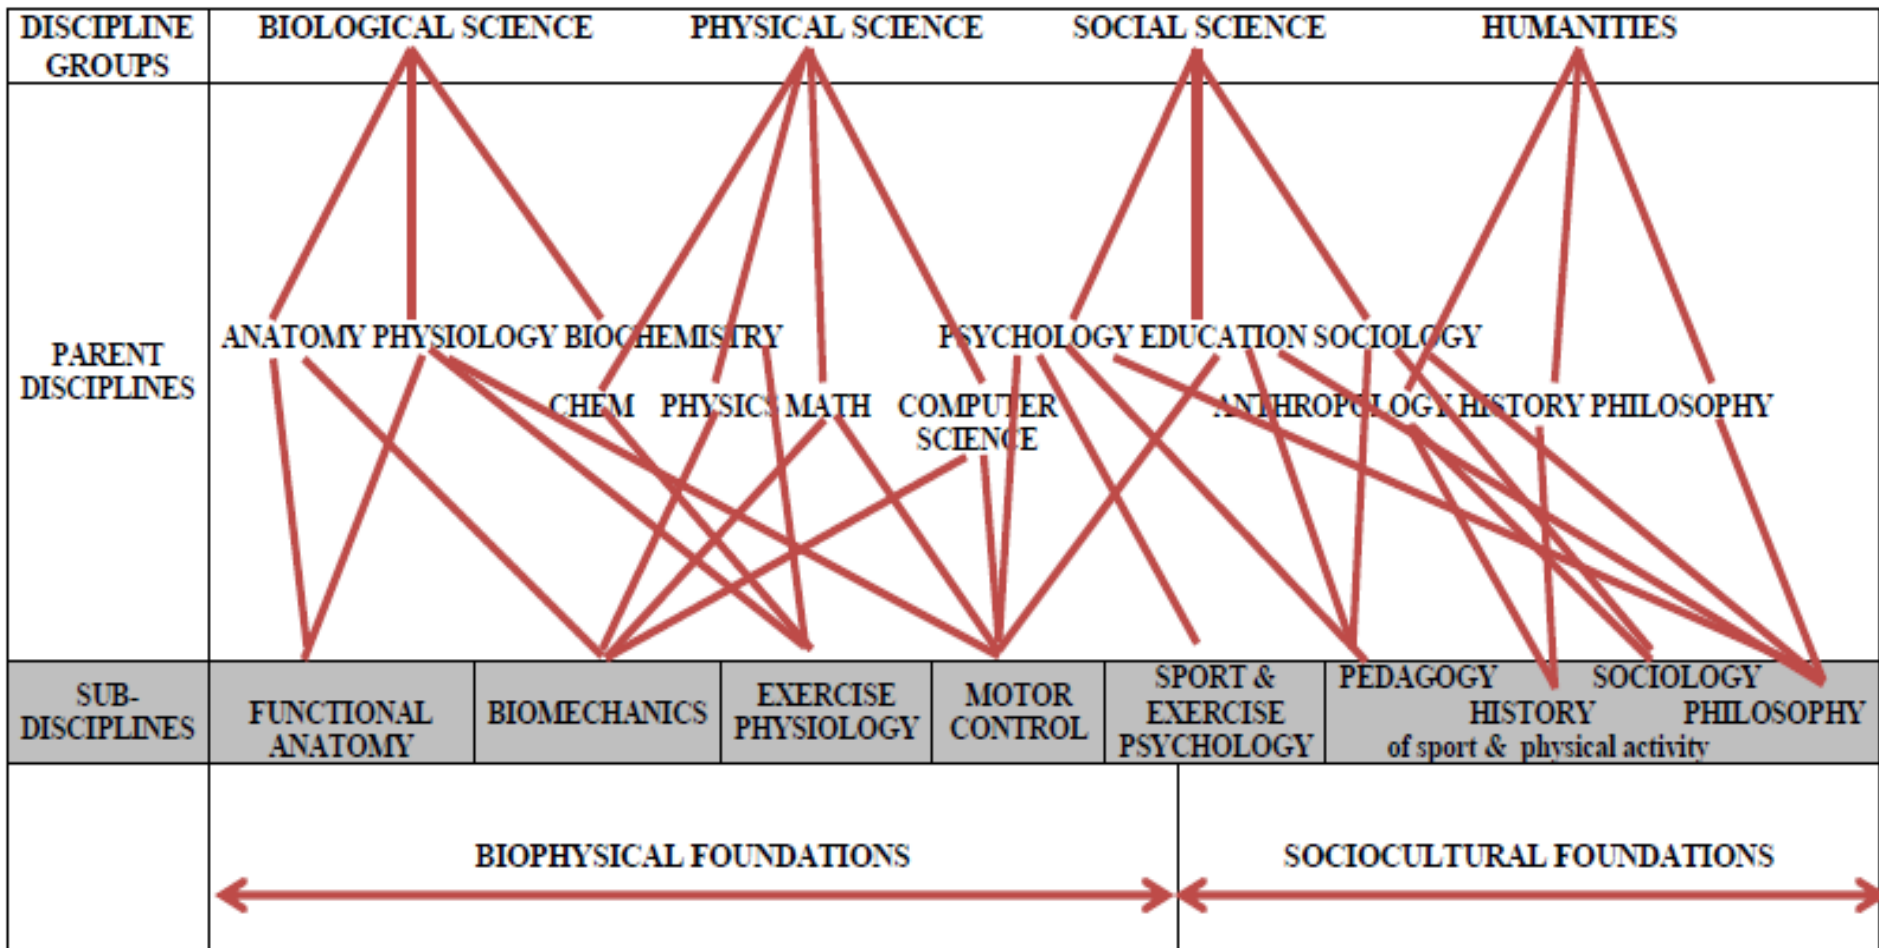 DISCIPLINE
GROUPS
BIOLOGICAL SCIENCE
PHYSICAL SCIENCE
SOCIAL SCIENCE
HUMANITIES
PARENT
DISCIPLINES
ANATOMY PHYSIOLOGY BIOCHEMISTRY
PSYCHOLOGY EDUCATION SOCIOLOGY
CHEM PHYSICS MATH COMPUTER
SCIENCE
ANTHROPOLOGY HISTORY PHILOSOPHY
SUB-
DISCIPLINES
FUNCTIONAL
ANATOMY
BIOMECHANICS
EXERCISE
PHYSIOLOGY
MOTOR
CONTROL
SPORT &
EXERCISE
PSYCHOLOGY
PEDAGOGY SOCIOLOGY
HISTORY PHILOSOPHY
of sport & physical activity
BIOPHYSICAL FOUNDATIONS
SOCIOCULTURAL FOUNDATIONS